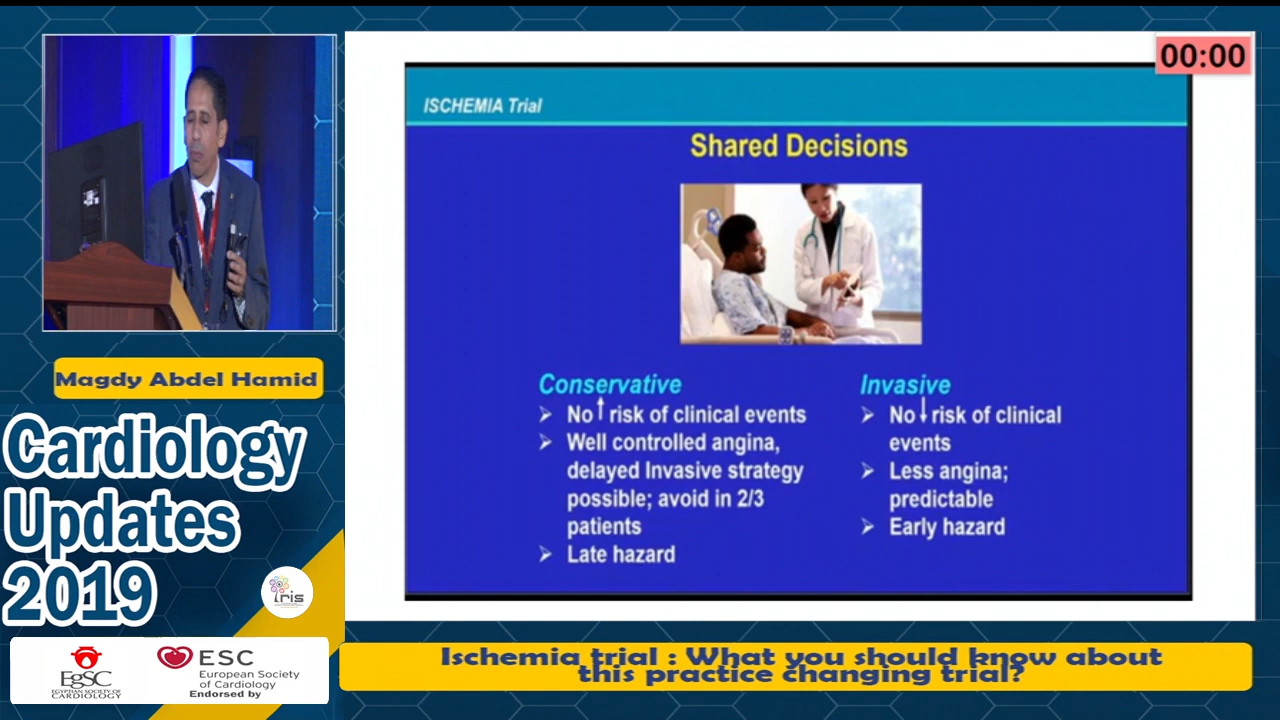 00:00
ISCHEMIA Trial
Shared Decisions
Conservative
➢ No ↑ risk of clinical events
➢ Well controlled angina,
delayed Invasive strategy
possible; avoid in 2/3
patients
➢ Late hazard
Invasive
➢ No ↓ risk of clinical
events
➢ Less angina;
predictable
➢ Early hazard
Magdy Abdel Hamid
Cardiology
Updates
2019
iris
EgSC
EGYPTIAN SOCIETY OF
CARDIOLOGY
ESC
European Society
of Cardiology
Endorsed by
Ischemia trial : What you should know about
this practice changing trial?